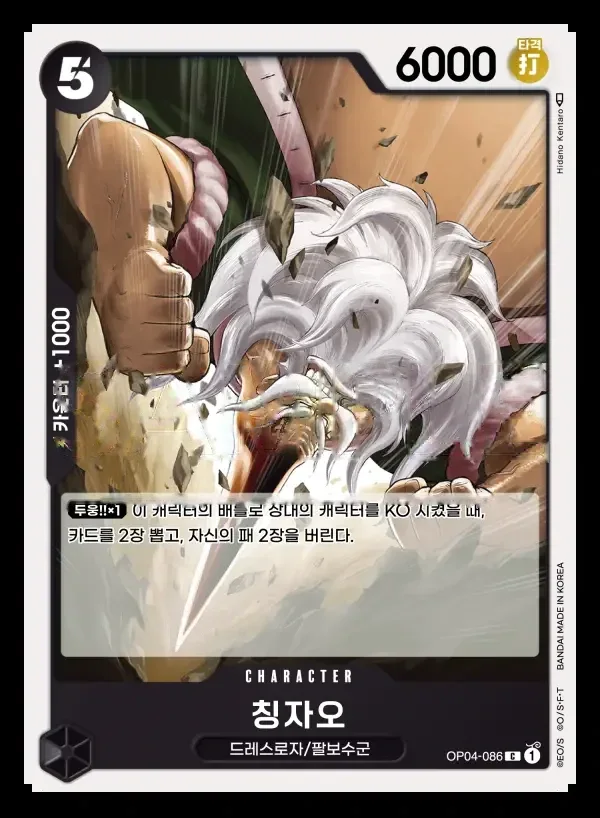 5
6000
타격
打
Hidano Kentaro
카운터 +1000
두웅!!×1 이 캐릭터의 배틀로 상대의 캐릭터를 KO 시켰을 때,
카드를 2장 뽑고, 자신의 패 2장을 버린다.
CHARACTER
칭자오
드레스로자/팔보수군
OP04-086 C 1
©EO/S ©O/S·F·T BANDAI MADE IN KOREA